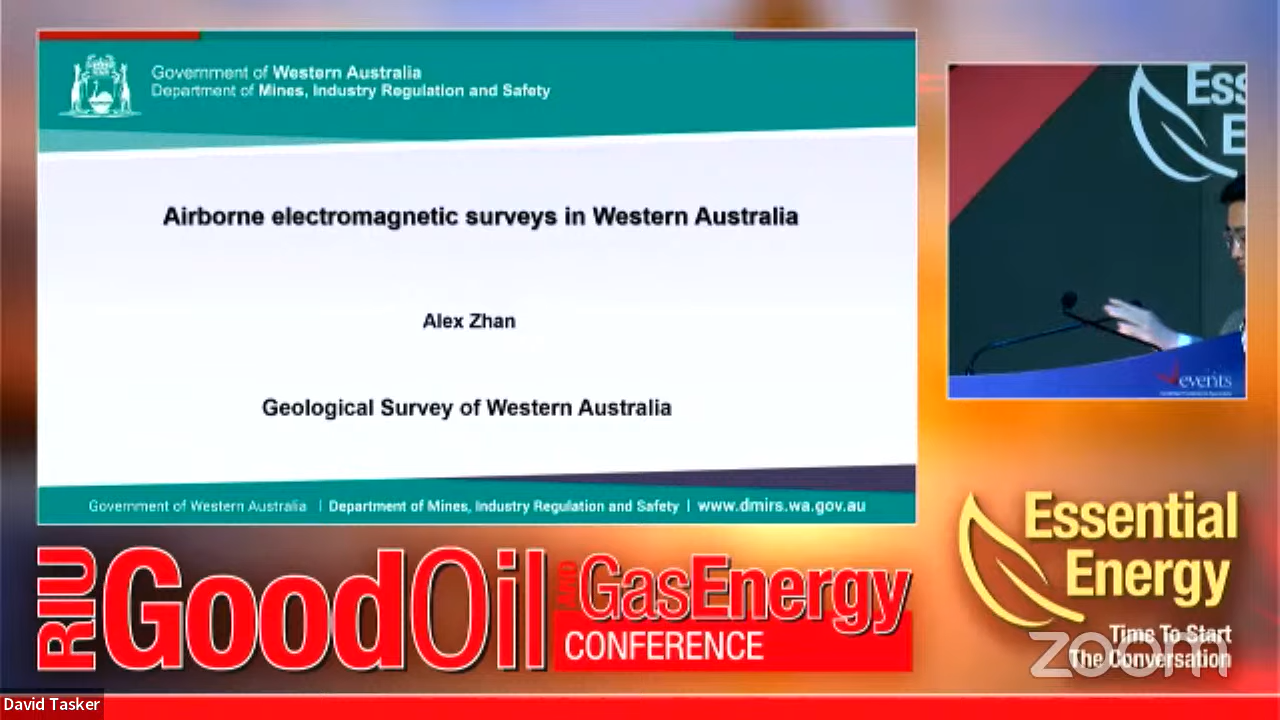 Government of Western Australia
Department of Mines, Industry Regulation and Safety
Airborne electromagnetic surveys in Western Australia
Alex Zhan
Geological Survey of Western Australia
Government of Western Australia | Department of Mines, Industry Regulation and Safety | www.dmirs.wa.gov.au
Ess
E
events
RIU GoodOil AND GasEnergy
CONFERENCE
Essential
Energy
Time To Start
The Conversation
zoom
David Tasker